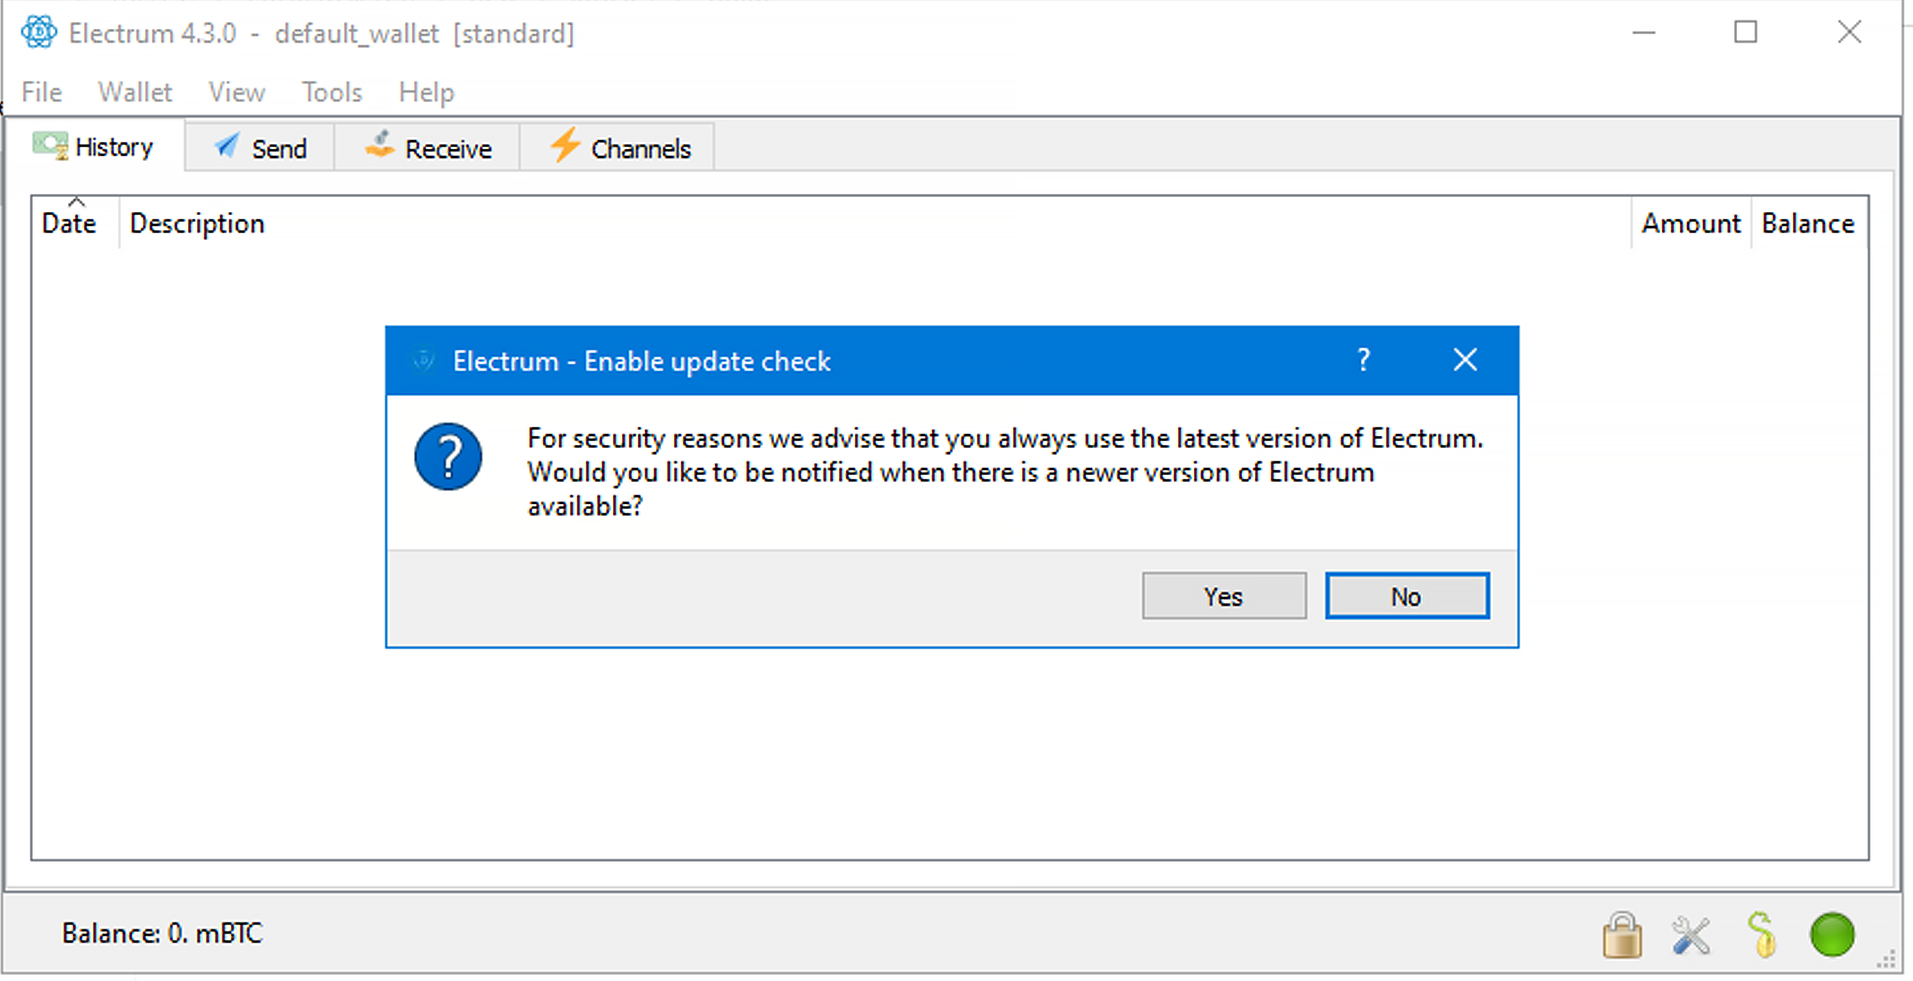 Electrum 4.3.0 - default_wallet [standard]
File Wallet View Tools Help
History Send Receive Channels
Date Description Amount Balance
Electrum - Enable update check
For security reasons we advise that you always use the latest version of Electrum.
Would you like to be notified when there is a newer version of Electrum
available?
Yes No
Balance: 0. mBTC